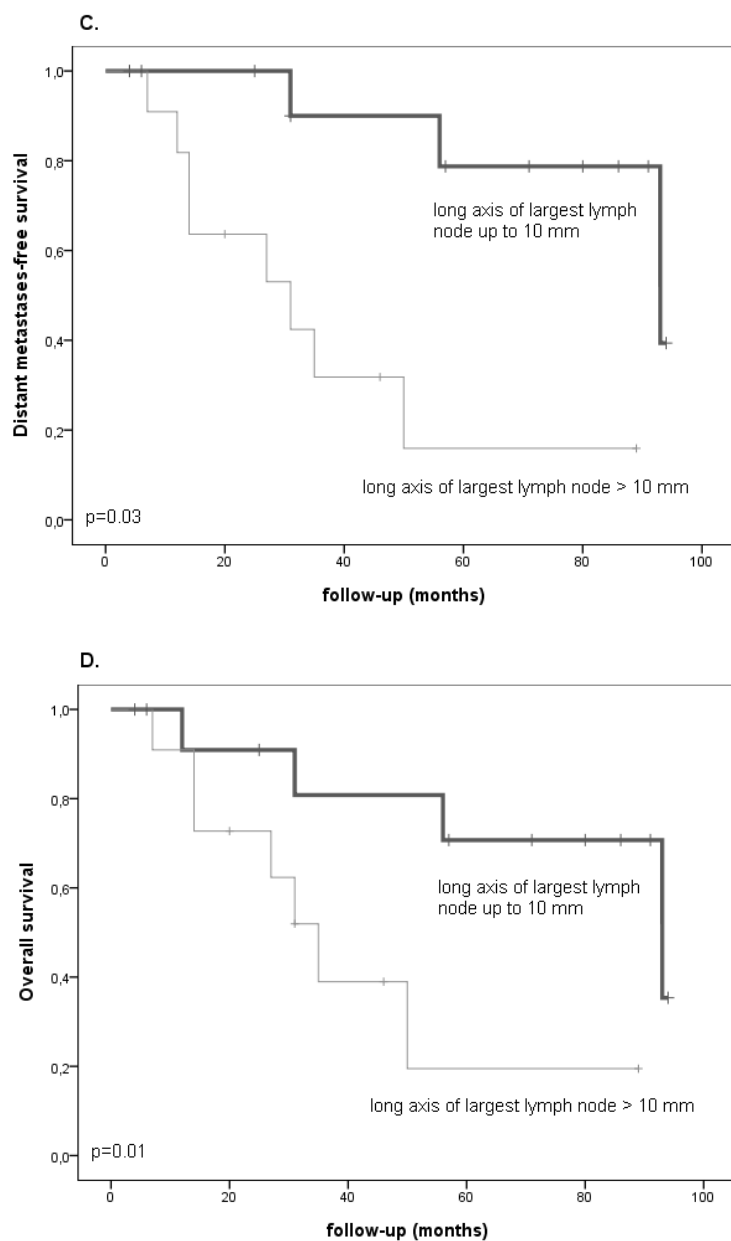 C.
1,0
0,8
0,6
0,4
0,2
0,0
Distant metastases-free survival
long axis of largest lymph
node up to 10 mm
long axis of largest lymph node > 10 mm
p=0.03
0 20 40 60 80 100
follow-up (months)
D.
1,0
0,8
0,6
0,4
0,2
0,0
Overall survival
long axis of largest lymph
node up to 10 mm
long axis of largest lymph node > 10 mm
p=0.01
0 20 40 60 80 100
follow-up (months)